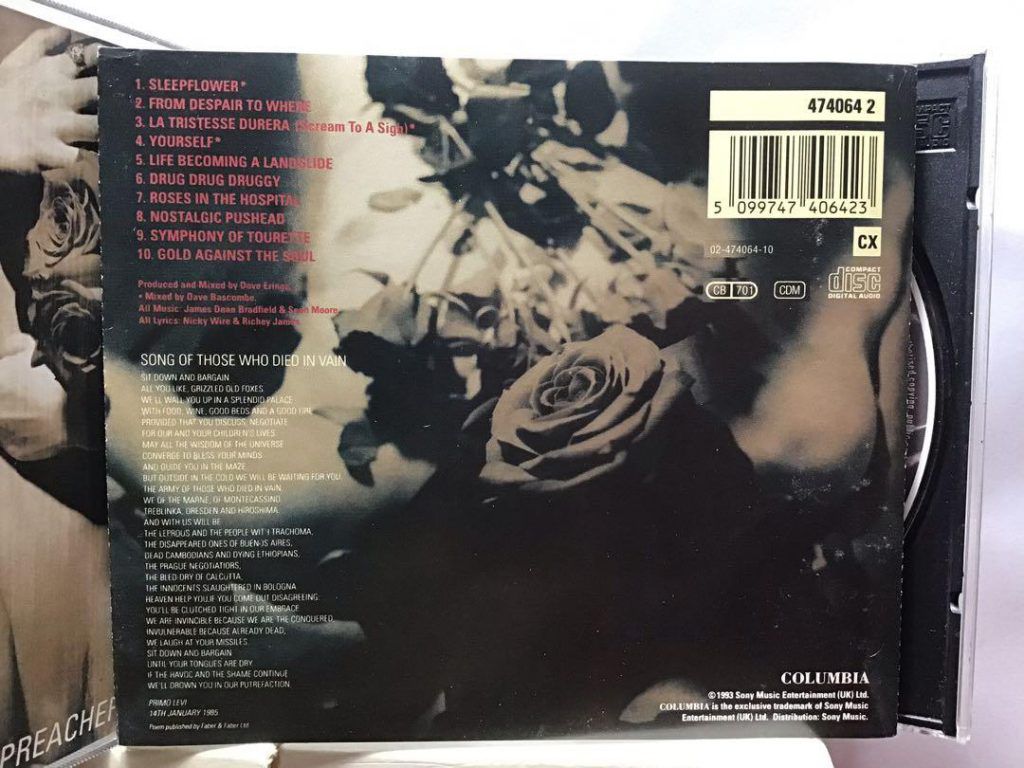 1. SLEEPFLOWER*
2. FROM DESPAIR TO WHERE
3. LA TRISTESSE DURERA (Scream To A Sigh)*
4. YOURSELF*
5. LIFE BECOMING A LANDSLIDE
6. DRUG DRUG DRUGGY
7. ROSES IN THE HOSPITAL
8. NOSTALGIC PUSHEAD
9. SYMPHONY OF TOURETTE
10. GOLD AGAINST THE SOUL
Produced and Mixed by Dave Eringa.
* Mixed by Dave Bascombe.
All Music: James Dean Bradfield & Sean Moore.
All Lyrics: Nicky Wire & Richey James.
SONG OF THOSE WHO DIED IN VAIN
SIT DOWN AND BARGAIN
ALL YOU LIKE, GRIZZLED OLD FOXES
WE'LL WALL YOU UP IN A SPLENDID PALACE
WITH FOOD, WINE, GOOD BEDS AND A GOOD FIRE
PROVIDED THAT YOU DISCUSS, NEGOTIATE
FOR OUR AND YOUR CHILDREN'S LIVES.
MAY ALL THE WISDOM OF THE UNIVERSE
CONVERGE TO BLESS YOUR MINDS
AND GUIDE YOU IN THE MAZE.
BUT OUTSIDE IN THE COLD WE WILL BE WAITING FOR YOU
THE ARMY OF THOSE WHO DIED IN VAIN,
WE OF THE MARNE, OF MONTECASSINO
TREBLINKA, DRESDEN AND HIROSHIMA.
AND WITH US WILL BE
THE LEPROUS AND THE PEOPLE WITH TRACHOMA,
THE DISAPPEARED ONES OF BUENOS AIRES,
DEAD CAMBODIANS AND DYING ETHIOPIANS,
THE PRAGUE NEGOTIATORS,
THE BLED-DRY OF CALCUTTA,
THE INNOCENTS SLAUGHTERED IN BOLOGNA.
HEAVEN HELP YOU IF YOU COME OUT DISAGREEING:
YOU'LL BE CLUTCHED TIGHT IN OUR EMBRACE
WE ARE INVINCIBLE BECAUSE WE ARE THE CONQUERED,
INVULNERABLE BECAUSE ALREADY DEAD,
WE LAUGH AT YOUR MISSILES.
SIT DOWN AND BARGAIN
UNTIL YOUR TONGUES ARE DRY.
IF THE HAVOC AND THE SHAME CONTINUE
WE'LL DROWN YOU IN OUR PUTREFACTION.
PRIMO LEVI
14TH JANUARY 1985
Poem published by Faber & Faber Ltd
474064 2
5 099747 406423
CX
02-474064-10
CB 701
CDM
COMPACT
disc
DIGITAL AUDIO
COLUMBIA
©1993 Sony Music Entertainment (UK) Ltd.
COLUMBIA is the exclusive trademark of Sony Music
Entertainment (UK) Ltd. Distribution: Sony Music.
PREACHER